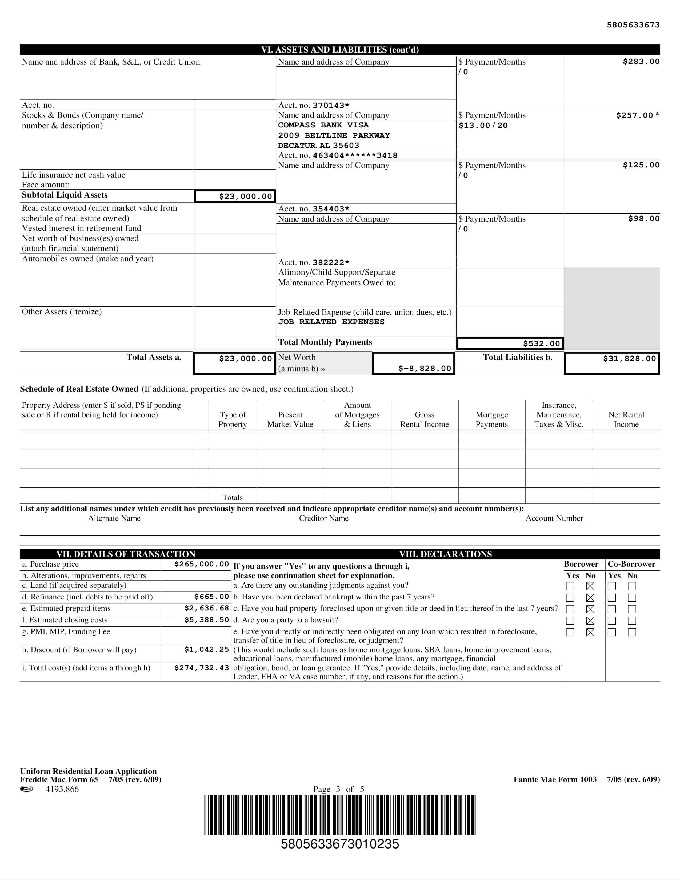 5805633673
VI. ASSETS AND LIABILITIES (cont'd)
Name and address of Bank, S&L, or Credit Union
Name and address of Company
$ Payment/Months
$283.00
/ 0
Acct. no.
Acct. no. 370143*
Stocks & Bonds (Company name/
number & description)
Name and address of Company
$ Payment/Months
$257.00 *
COMPASS BANK VISA
$13.00/20
2009 BELTLINE PARKWAY
DECATUR AL 35603
Acct. no. 463404******3418
Name and address of Company
$ Payment/Months
$125.00
/ 0
Life insurance net cash value
Face amount:
Subtotal Liquid Assets
$23,000.00
Real estate owned (enter market value from
schedule of real estate owned)
Acct. no. 354403*
Name and address of Company
$ Payment/Months
$98.00
/ 0
Vested interest in retirement fund
Net worth of business(es) owned
(attach financial statement)
Automobiles owned (make and year)
Acct. no. 382222*
Alimony/Child Support/Separate
Maintenance Payments Owed to:
Other Assets (itemize)
Job-Related Expense (child care, union dues, etc.)
JOB RELATED EXPENSES
Total Monthly Payments
$532.00
Total Assets a.
$23,000.00
Net Worth
(a minus b) »
$-8,828.00
Total Liabilities b.
$31,828.00
Schedule of Real Estate Owned (If additional properties are owned, use continuation sheet.)
Property Address (enter S if sold, PS if pending
sale or R if rental being held for income)
Type of
Property
Present
Market Value
Amount
of Mortgages
& Liens
Gross
Rental Income
Mortgage
Payments
Insurance,
Maintenance,
Taxes & Misc.
Net Rental
Income
Totals
List any additional names under which credit has previously been received and indicate appropriate creditor name(s) and account number(s):
Alternate Name
Creditor Name
Account Number
VII. DETAILS OF TRANSACTION
VIII. DECLARATIONS
a. Purchase price
$265,000.00
If you answer "Yes" to any questions a through i,
please use continuation sheet for explanation.
Borrower
Co-Borrower
Yes No
Yes No
b. Alterations, improvements, repairs
c. Land (if acquired separately)
a. Are there any outstanding judgments against you?
d. Refinance (incl. debts to be paid off)
$665.00
b. Have you been declared bankrupt within the past 7 years?
e. Estimated prepaid items
$2,636.68
c. Have you had property foreclosed upon or given title or deed in lieu thereof in the last 7 years?
f. Estimated closing costs
$5,388.50
d. Are you a party to a lawsuit?
g. PMI, MIP, Funding Fee
e. Have you directly or indirectly been obligated on any loan which resulted in foreclosure,
transfer of title in lieu of foreclosure, or judgment?
h. Discount (if Borrower will pay)
$1,042.25
(This would include such loans as home mortgage loans, SBA loans, home improvement loans,
educational loans, manufactured (mobile) home loans, any mortgage, financial
i. Total cost(s) (add items a through h)
$274,732.43
obligation, bond, or loan guarantee. If "Yes," provide details, including date, name, and address of
Lender, FHA or VA case number, if any, and reasons for the action.)
Uniform Residential Loan Application
Freddie Mac Form 65 7/05 (rev. 6/09)
Fannie Mae Form 1003 7/05 (rev. 6/09)
4193.866
Page 3 of 5
5805633673010235